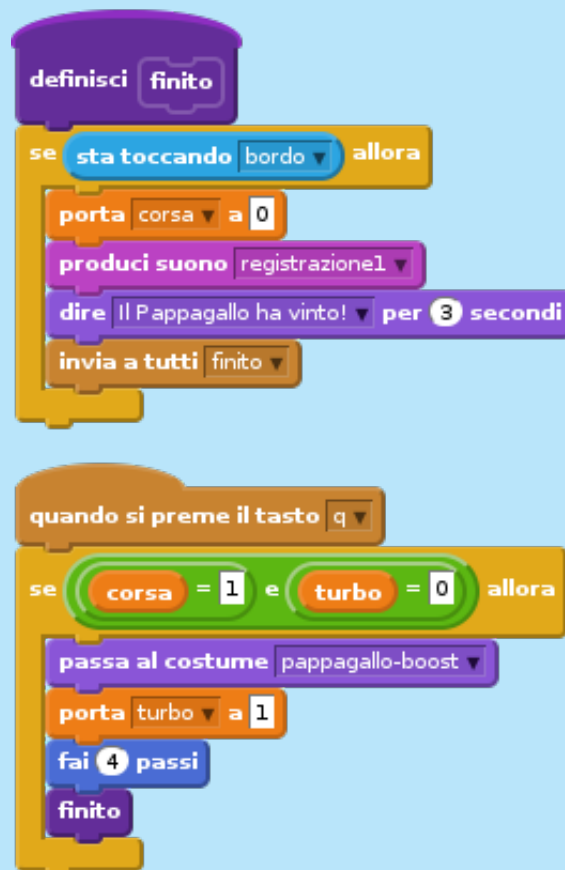 definisci finito
se sta toccando bordo allora
porta corsa a 0
produci suono registrazione1
dire Il Pappagallo ha vinto! per 3 secondi
invia a tutti finito
quando si preme il tasto q
se corsa = 1 e turbo = 0 allora
passa al costume pappagallo-boost
porta turbo a 1
fai 4 passi
finito